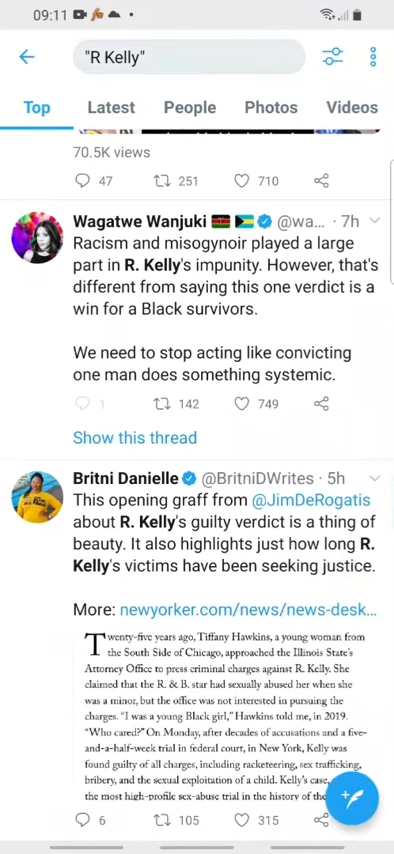 09:11
"R Kelly"
Top Latest People Photos Videos
70.5K views
47 251 710
Wagatwe Wanjuki @wa... · 7h
Racism and misogynoir played a large
part in R. Kelly's impunity. However, that's
different from saying this one verdict is a
win for a Black survivors.
We need to stop acting like convicting
one man does something systemic.
1 142 749
Show this thread
Britni Danielle @BritniDWrites · 5h
This opening graff from @JimDeRogatis
about R. Kelly's guilty verdict is a thing of
beauty. It also highlights just how long R.
Kelly's victims have been seeking justice.
More: newyorker.com/news/news-desk...
Twenty-five years ago, Tiffany Hawkins, a young woman from
the South Side of Chicago, approached the Illinois State's
Attorney Office to press criminal charges against R. Kelly. She
claimed that the R. & B. star had sexually abused her when she
was a minor, but the office was not interested in pursuing the
charges. "I was a young Black girl," Hawkins told me, in 2019.
"Who cared?" On Monday, after decades of accusations and a five-
and-a-half-week trial in federal court, in New York, Kelly was
found guilty of all charges, including racketeering, sex trafficking,
bribery, and the sexual exploitation of a child. Kelly's case,
the most high-profile sex-abuse trial in the history of the
6 105 315